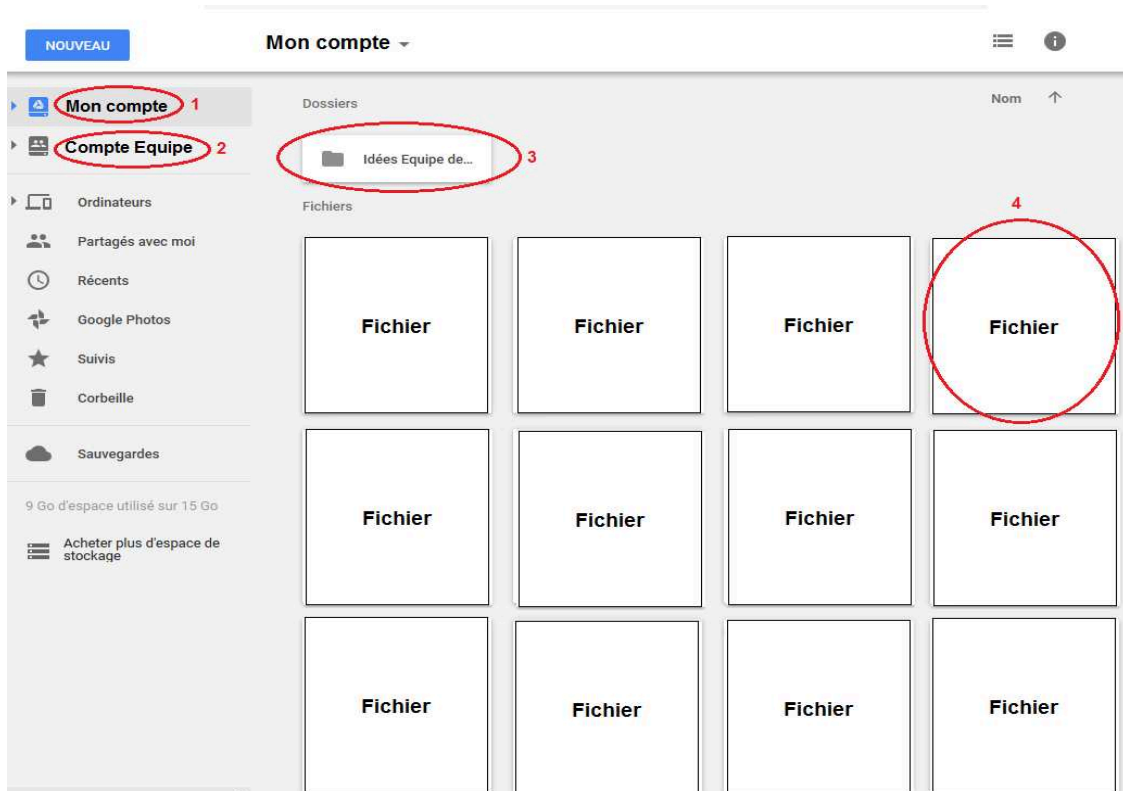 NOUVEAU
Mon compte
Mon compte 1
Compte Equipe 2
Ordinateurs
Partagés avec moi
Récents
Google Photos
Suivis
Corbeille
Sauvegardes
9 Go d'espace utilisé sur 15 Go
Acheter plus d'espace de
stockage
Dossiers
Nom
Idées Equipe de... 3
Fichiers
4
Fichier Fichier Fichier Fichier
Fichier Fichier Fichier Fichier
Fichier Fichier Fichier Fichier